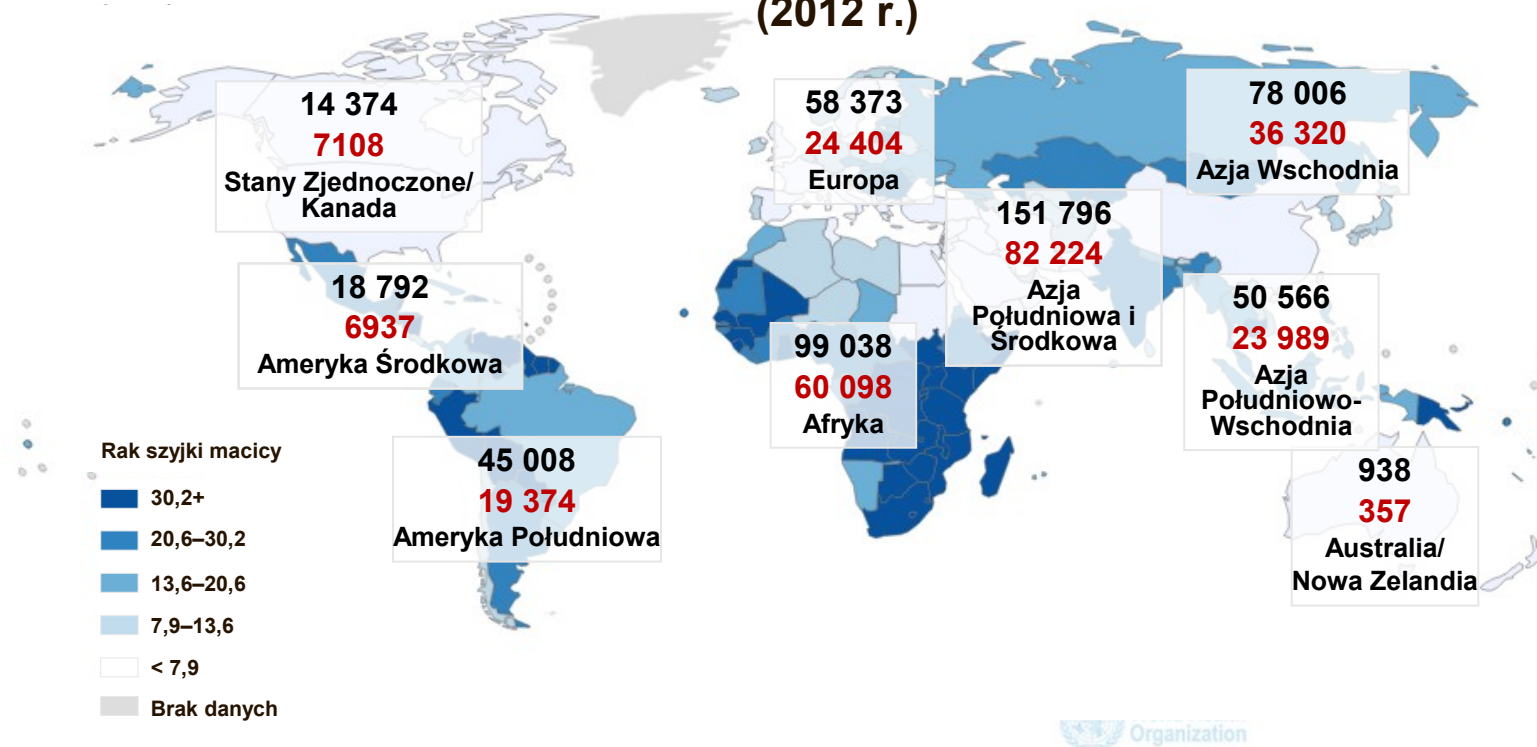 (2012 r.)
14 374
7108
Stany Zjednoczone/
Kanada
58 373
24 404
Europa
78 006
36 320
Azja Wschodnia
151 796
82 224
Azja
Południowa i
Środkowa
18 792
6937
Ameryka Środkowa
50 566
23 989
Azja
Południowo-
Wschodnia
99 038
60 098
Afryka
45 008
19 374
Ameryka Południowa
938
357
Australia/
Nowa Zelandia
Rak szyjki macicy
30,2+
20,6–30,2
13,6–20,6
7,9–13,6
< 7,9
Brak danych
Organization